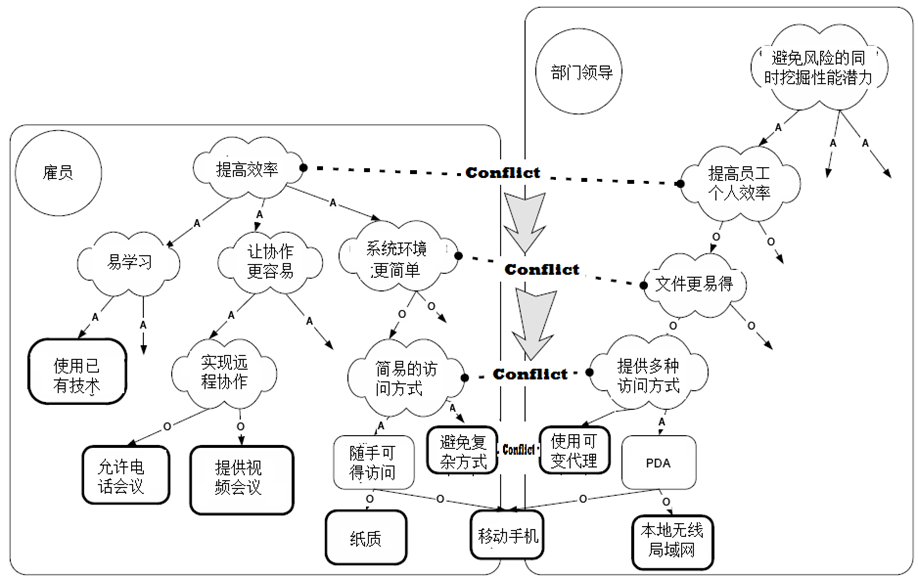 部门领导
避免风险的同
时挖掘性能潜力
A
A
A
雇员
提高效率
Conflict
提高员工
个人效率
A
A
A
O
O
易学习
让协作
更容易
系统环境
更简单
Conflict
文件更易得
A
A
A
A
O
O
O
O
使用已
有技术
实现远
程协作
简易的访
问方式
Conflict
提供多种
访问方式
O
O
A
A
A
允许电
话会议
提供视
频会议
随手可
得访问
避免复
杂方式
Conflict
使用可
变代理
PDA
O
O
O
O
纸质
移动手机
本地无线
局域网